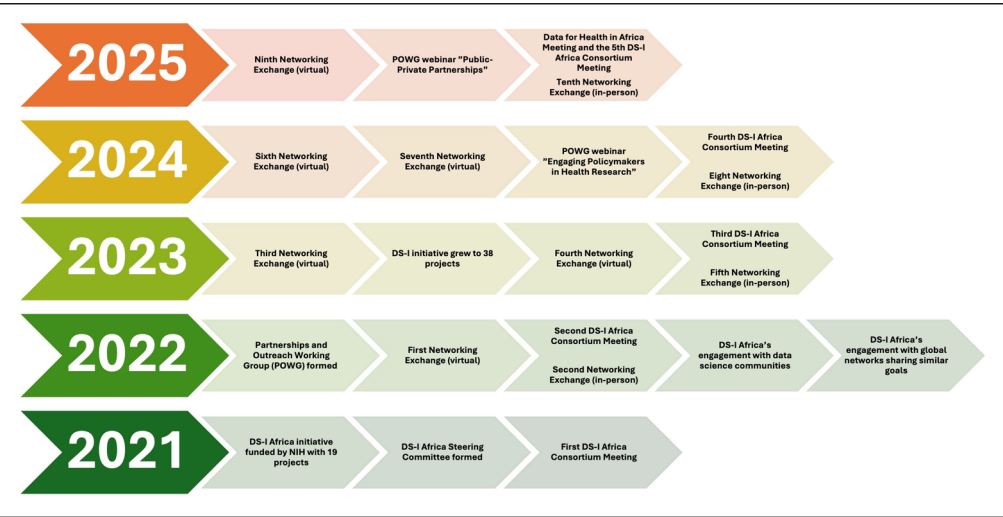 2025
Ninth Networking
Exchange (virtual)
POWG webinar "Public-
Private Partnerships"
Data for Health in Africa
Meeting and the 5th DS-I
Africa Consortium
Meeting
Tenth Networking
Exchange (in-person)
2024
Sixth Networking
Exchange (virtual)
Seventh Networking
Exchange (virtual)
POWG webinar
"Engaging Policymakers
in Health Research"
Fourth DS-I Africa
Consortium Meeting
Eight Networking
Exchange (in-person)
2023
Third Networking
Exchange (virtual)
DS-I initiative grew to 38
projects
Fourth Networking
Exchange (virtual)
Third DS-I Africa
Consortium Meeting
Fifth Networking
Exchange (in-person)
2022
Partnerships and
Outreach Working
Group (POWG) formed
First Networking
Exchange (virtual)
Second DS-I Africa
Consortium Meeting
Second Networking
Exchange (in-person)
DS-I Africa's
engagement with data
science communities
DS-I Africa's
engagement with global
networks sharing similar
goals
2021
DS-I Africa initiative
funded by NIH with 19
projects
DS-I Africa Steering
Committee formed
First DS-I Africa
Consortium Meeting